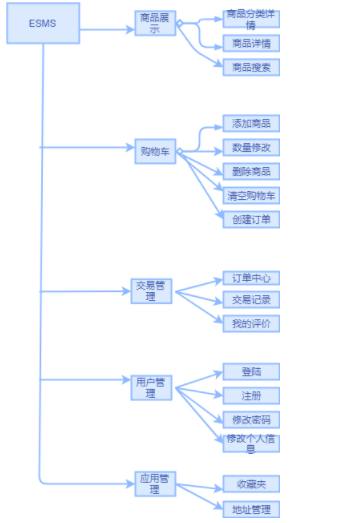 ESMS
商品展
示
商品分类详
情
商品详情
商品搜索
购物车
添加商品
数量修改
删除商品
清空购物车
创建订单
交易管
理
订单中心
交易记录
我的评价
用户管
理
登陆
注册
修改密码
修改个人信
息
应用管
理
收藏夹
地址管理